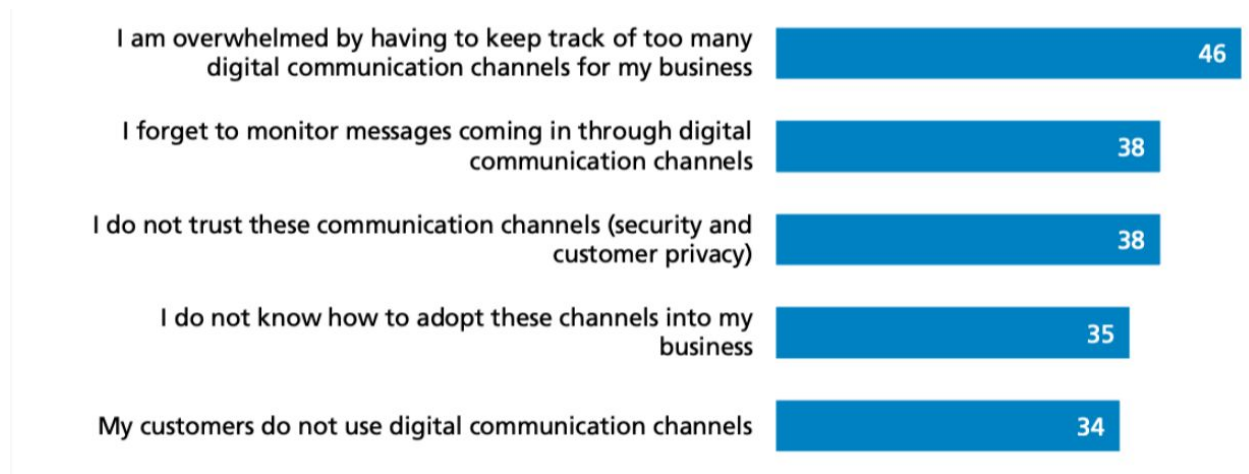 I am overwhelmed by having to keep track of too many
digital communication channels for my business
46
I forget to monitor messages coming in through digital
communication channels
38
I do not trust these communication channels (security and
customer privacy)
38
I do not know how to adopt these channels into my
business
35
My customers do not use digital communication channels
34